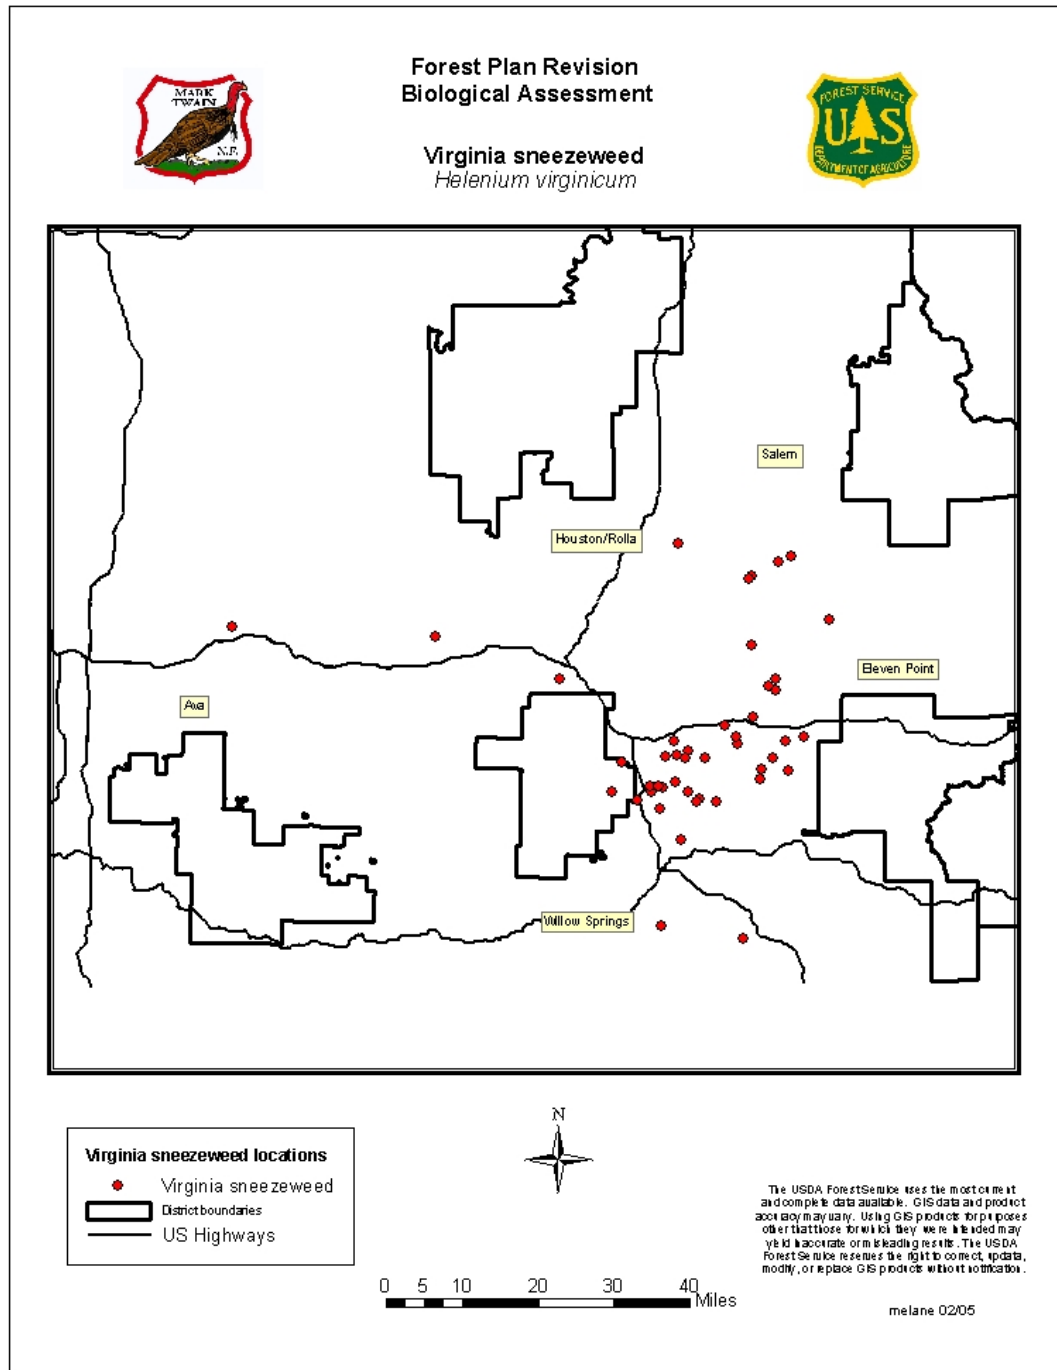 Forest Plan Revision
Biological Assessment
Virginia sneezeweed
Helenium virginicum
MARK
TWAIN
N.F.
FOREST SERVICE
U S
DEPARTMENT OF AGRICULTURE
Salem
Houston/Rolla
Eleven Point
Ava
Willow Springs
N
Virginia sneezeweed locations
Virginia sneezeweed
District boundaries
US Highways
0 5 10 20 30 40
Miles
The USDA Forest Service uses the most current
and complete data available. GIS data and product
accuracy may vary. Using GIS products for purposes
other that those for which they were intended may
yield inaccurate or misleading results. The USDA
Forest Service reserves the right to correct, update,
modify, or replace GIS products without notification.
melane 02/05